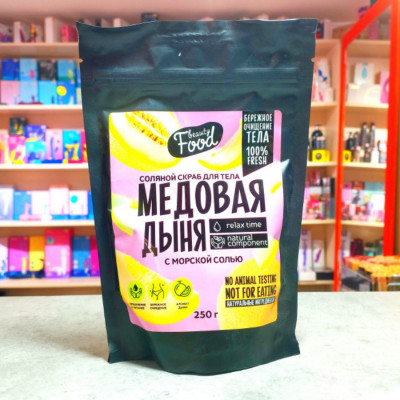 beauty
Food
БЕРЕЖНОЕ
ОЧИЩЕНИЕ
ТЕЛА
100%
FRESH
СОЛЯНОЙ СКРАБ ДЛЯ ТЕЛА
МЕДОВАЯ
ДЫНЯ
relax time
natural
component
С МОРСКОЙ СОЛЬЮ
NO ANIMAL TESTING
NOT FOR EATING
НАТУРАЛЬНЫЕ ИНГРЕДИЕНТЫ
250 г